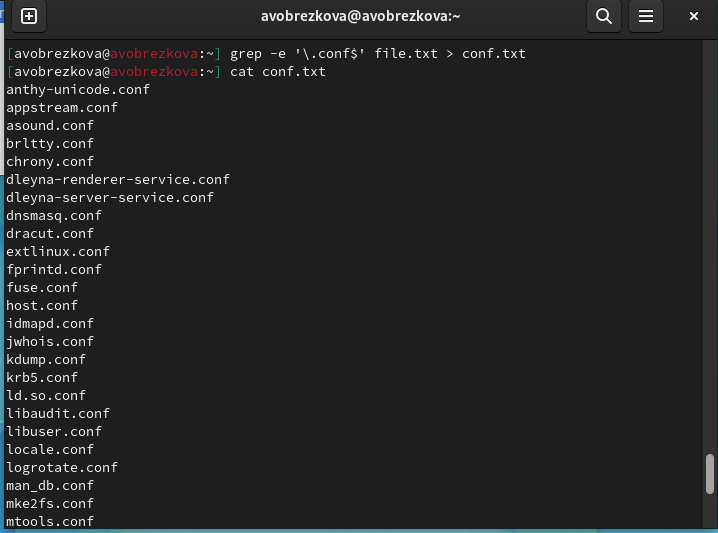 avobrezkova@avobrezkova:~
[avobrezkova@avobrezkova:~] grep -e '\.conf$' file.txt > conf.txt
[avobrezkova@avobrezkova:~] cat conf.txt
anthy-unicode.conf
appstream.conf
asound.conf
brltty.conf
chrony.conf
dleyna-renderer-service.conf
dleyna-server-service.conf
dnsmasq.conf
dracut.conf
extlinux.conf
fprintd.conf
fuse.conf
host.conf
idmapd.conf
jwhois.conf
kdump.conf
krb5.conf
ld.so.conf
libaudit.conf
libuser.conf
locale.conf
logrotate.conf
man_db.conf
mke2fs.conf
mtools.conf